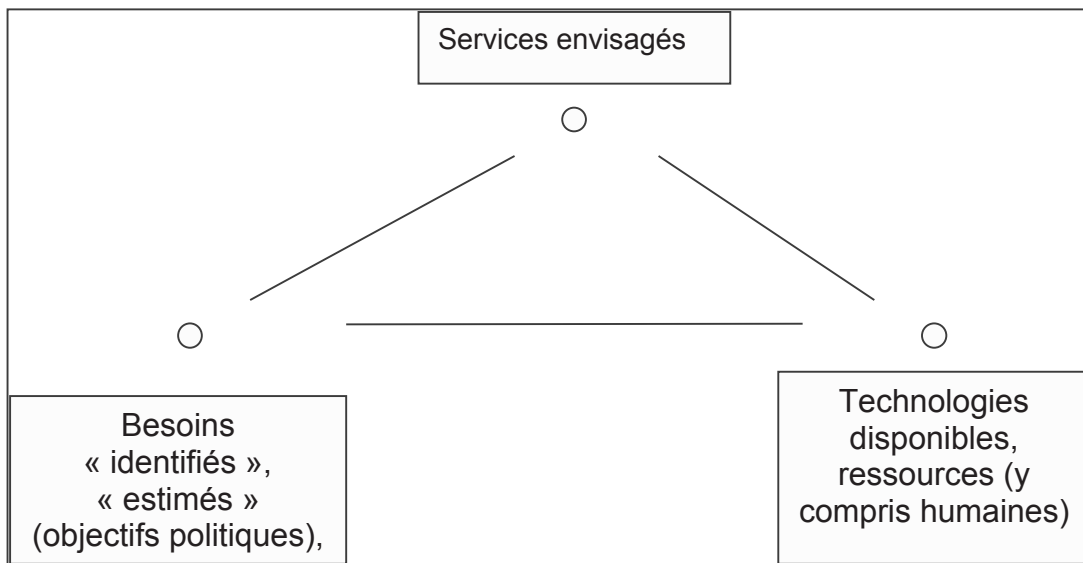 Services envisagés
Besoins
« identifiés »,
« estimés »
(objectifs politiques),
Technologies
disponibles,
ressources (y
compris humaines)